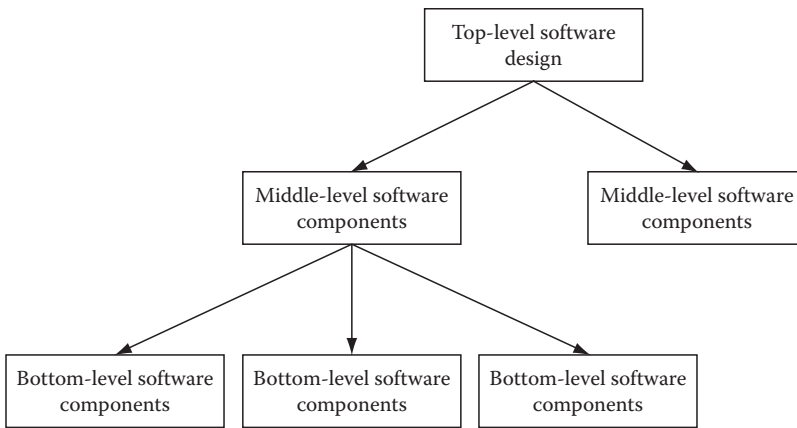 Top-level software
design
Middle-level software
components
Middle-level software
components
Bottom-level software
components
Bottom-level software
components
Bottom-level software
components